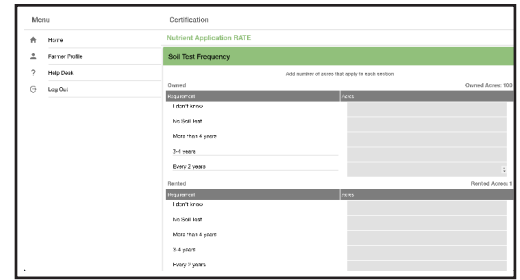 Menu
Certification
Home
Farmer Profile
Help Desk
Log Out
Nutrient Application RATE
Soil Test Frequency
Add number of acres that apply to each section
Owned
Owned Acres: 100
Requirement
Acres
I don't know
No Soil Test
More than 4 years
3-4 years
Every 2 years
Rented
Rented Acres: 1
Requirement
Acres
I don't know
No Soil Test
More than 4 years
3-4 years
Every 2 years